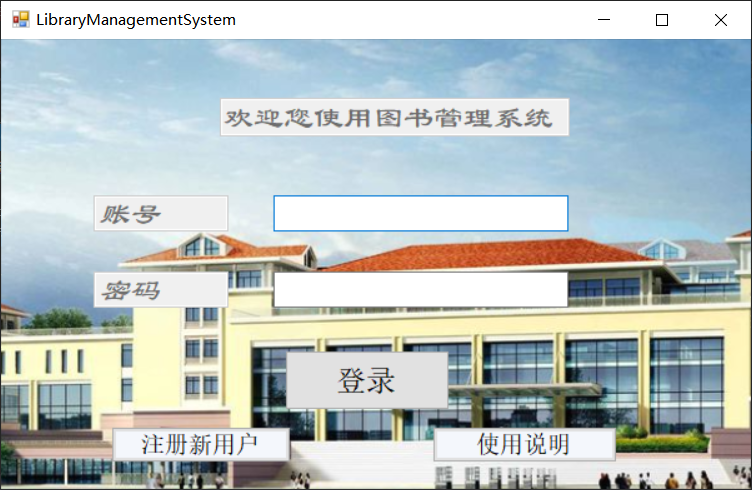 LibraryManagementSystem
欢迎您使用图书管理系统
账号
密码
登录
注册新用户
使用说明